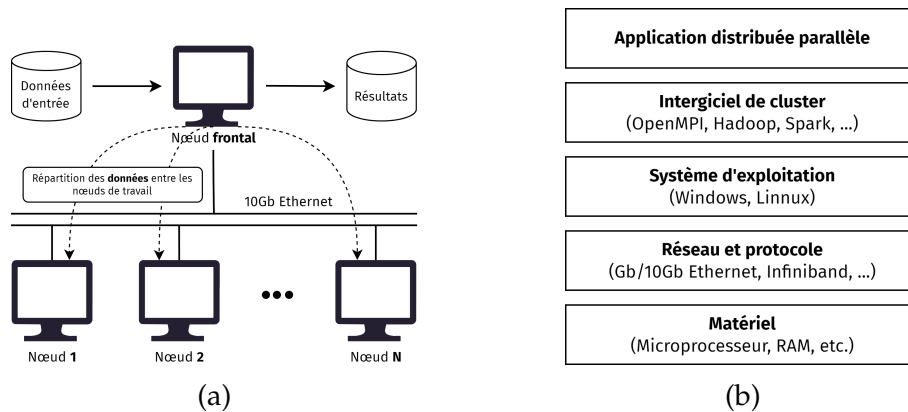 Données
d'entrée
Résultats
Nœud frontal
Répartition des données entre les
nœuds de travail
10Gb Ethernet
Nœud 1
Nœud 2
Nœud N
(a)
Application distribuée parallèle
Intergiciel de cluster
(OpenMPI, Hadoop, Spark, ...)
Système d'exploitation
(Windows, Linnux)
Réseau et protocole
(Gb/10Gb Ethernet, Infiniband, ...)
Matériel
(Microprocesseur, RAM, etc.)
(b)